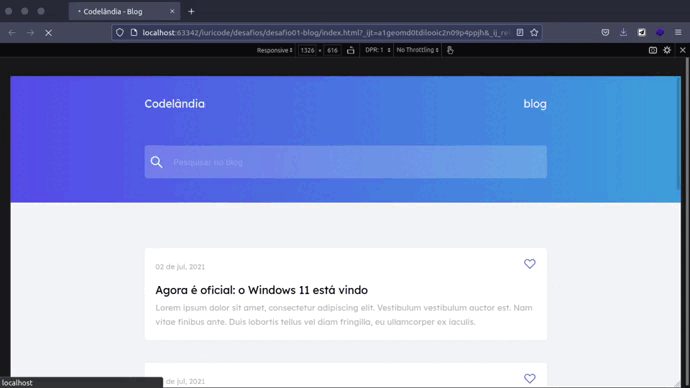 Codelândia - Blog
localhost:63342/iuricode/desafios/desafio01-blog/index.html?_ijt=a1geomd0tdiiooic2n09p4ppjh&_ij_rel
Responsive 1326 × 616 DPR: 1 No Throttling
Codelândia blog
Pesquisar no blog
02 de jul, 2021
Agora é oficial: o Windows 11 está vindo
Lorem ipsum dolor sit amet, consectetur adipiscing elit. Vestibulum vestibulum auctor est. Nam
vitae finibus ante. Duis lobortis tellus vel diam fringilla, eu ullamcorper ex iaculis.
02 de jul, 2021
localhost